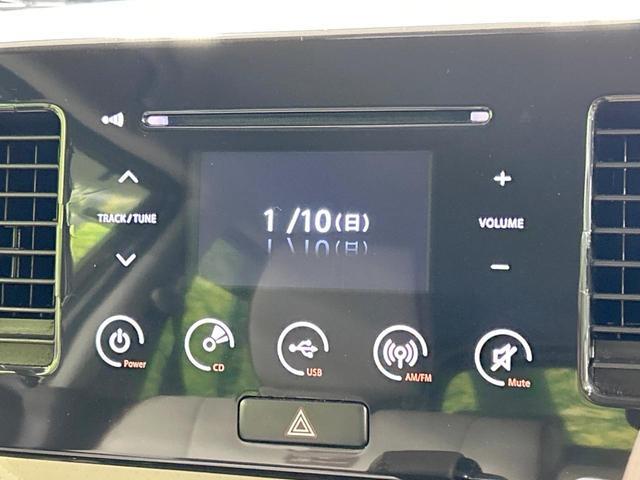 1/10(日)
TRACK/TUNE
VOLUME
Power
CD
USB
AM/FM
Mute